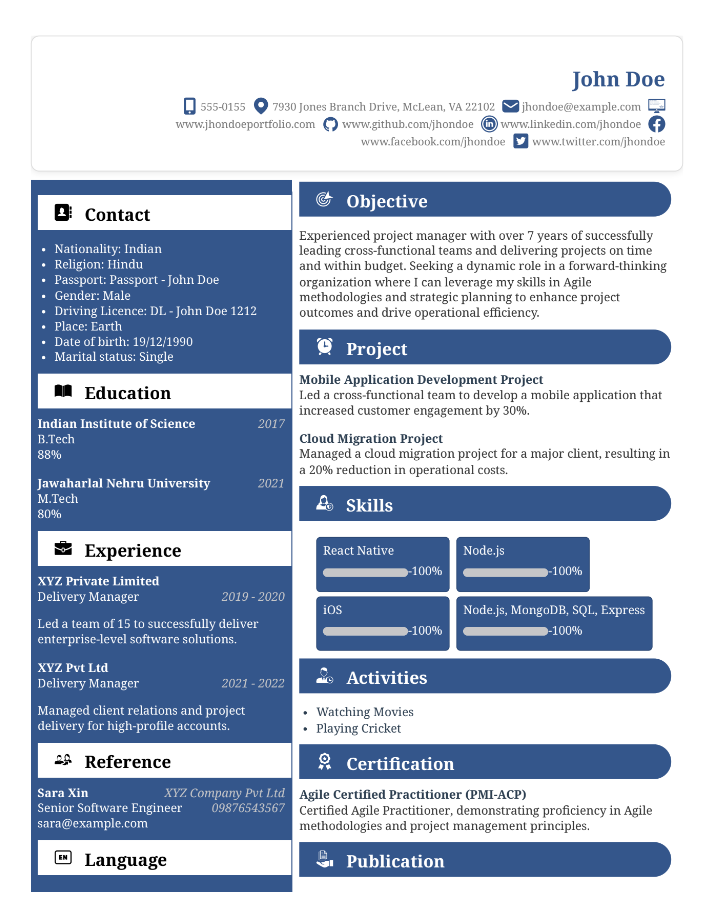 John Doe
555-0155 7930 Jones Branch Drive, McLean, VA 22102 jhondoe@example.com
www.jhondoeportfolio.com www.github.com/jhondoe www.linkedin.com/jhondoe
www.facebook.com/jhondoe www.twitter.com/jhondoe
Contact
• Nationality: Indian
• Religion: Hindu
• Passport: Passport - John Doe
• Gender: Male
• Driving Licence: DL - John Doe 1212
• Place: Earth
• Date of birth: 19/12/1990
• Marital status: Single
Education
Indian Institute of Science 2017
B.Tech
88%
Jawaharlal Nehru University 2021
M.Tech
80%
Experience
XYZ Private Limited
Delivery Manager 2019 - 2020
Led a team of 15 to successfully deliver
enterprise-level software solutions.
XYZ Pvt Ltd
Delivery Manager 2021 - 2022
Managed client relations and project
delivery for high-profile accounts.
Reference
Sara Xin XYZ Company Pvt Ltd
Senior Software Engineer 09876543567
sara@example.com
EN Language
Objective
Experienced project manager with over 7 years of successfully
leading cross-functional teams and delivering projects on time
and within budget. Seeking a dynamic role in a forward-thinking
organization where I can leverage my skills in Agile
methodologies and strategic planning to enhance project
outcomes and drive operational efficiency.
Project
Mobile Application Development Project
Led a cross-functional team to develop a mobile application that
increased customer engagement by 30%.
Cloud Migration Project
Managed a cloud migration project for a major client, resulting in
a 20% reduction in operational costs.
Skills
React Native Node.js
-100% -100%
iOS Node.js, MongoDB, SQL, Express
-100% -100%
Activities
• Watching Movies
• Playing Cricket
Certification
Agile Certified Practitioner (PMI-ACP)
Certified Agile Practitioner, demonstrating proficiency in Agile
methodologies and project management principles.
Publication